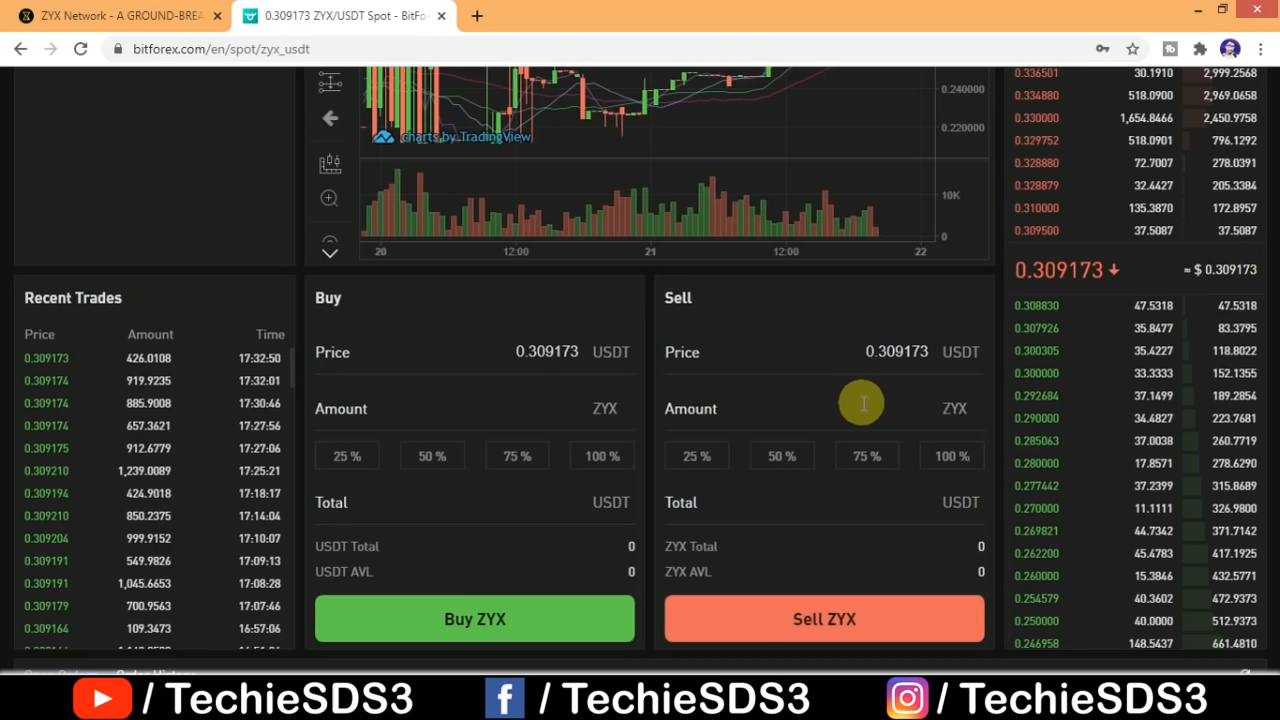 ZYX Network - A GROUND-BREA
0.309173 ZYX/USDT Spot - BitFo
bitforex.com/en/spot/zyx_usdt
charts by TradingView
0.240000
0.220000
10K
0
20 12:00 21 12:00 22
0.336501 30.1910 2,999.2568
0.334880 518.0900 2,969.0658
0.330000 1,654.8466 2,450.9758
0.329752 518.0901 796.1292
0.328880 72.7007 278.0391
0.328879 32.4427 205.3384
0.310000 135.3870 172.8957
0.309500 37.5087 37.5087
0.309173 ≈ $ 0.309173
0.308830 47.5318 47.5318
0.307926 35.8477 83.3795
0.300305 35.4227 118.8022
0.300000 33.3333 152.1355
0.292684 37.1499 189.2854
0.290000 34.4827 223.7681
0.285063 37.0038 260.7719
0.280000 17.8571 278.6290
0.277442 37.2399 315.8689
0.270000 11.1111 326.9800
0.269821 44.7342 371.7142
0.262200 45.4783 417.1925
0.260000 15.3846 432.5771
0.254579 40.3602 472.9373
0.250000 40.0000 512.9373
0.246958 148.5437 661.4810
Recent Trades
Price Amount Time
0.309173 426.0108 17:32:50
0.309174 919.9235 17:32:01
0.309174 885.9008 17:30:46
0.309174 657.3621 17:27:56
0.309175 912.6779 17:27:06
0.309210 1,239.0089 17:25:21
0.309194 424.9018 17:18:17
0.309210 850.2375 17:14:04
0.309204 999.9152 17:10:07
0.309191 549.9826 17:09:13
0.309191 1,045.6653 17:08:28
0.309179 700.9563 17:07:46
0.309164 109.3473 16:57:06
Buy
Price 0.309173 USDT
Amount ZYX
25 % 50 % 75 % 100 %
Total USDT
USDT Total 0
USDT AVL 0
Buy ZYX
Sell
Price 0.309173 USDT
Amount ZYX
25 % 50 % 75 % 100 %
Total USDT
ZYX Total 0
ZYX AVL 0
Sell ZYX
/ TechieSDS3 / TechieSDS3 / TechieSDS3